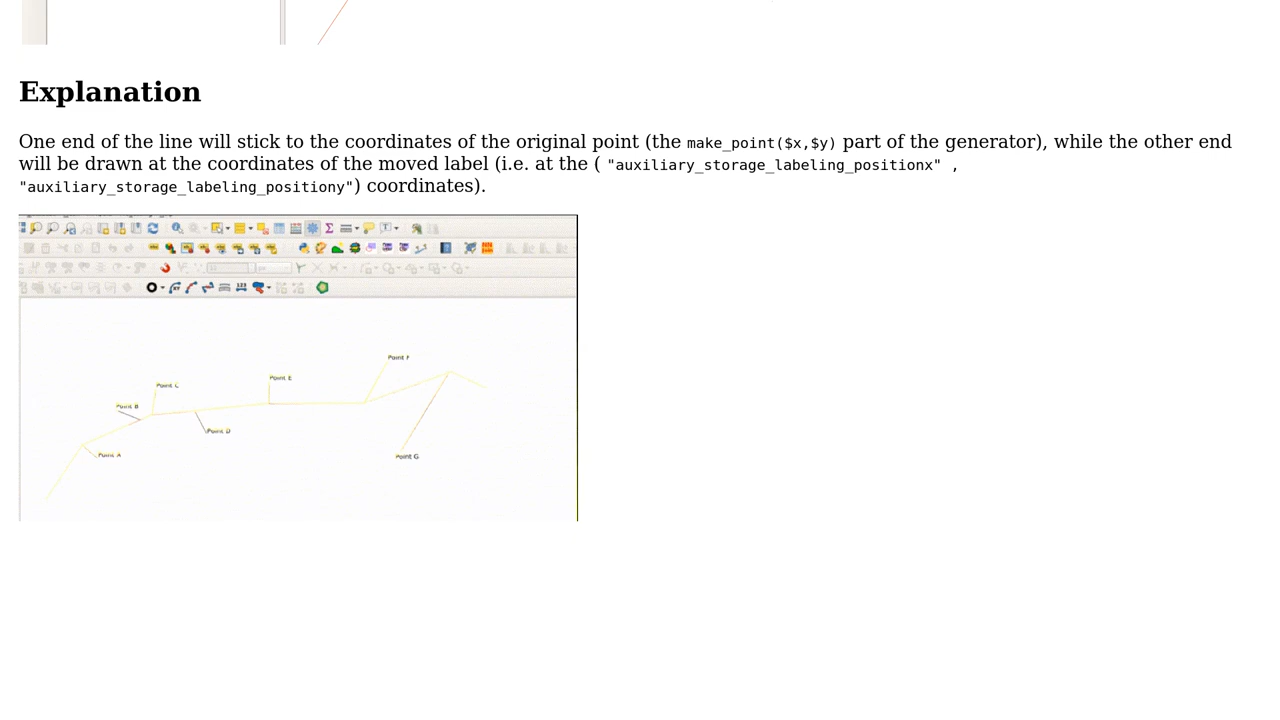 Explanation
One end of the line will stick to the coordinates of the original point (the make_point($x,$y) part of the generator), while the other end
will be drawn at the coordinates of the moved label (i.e. at the ( "auxiliary_storage_labeling_positionx" ,
"auxiliary_storage_labeling_positiony") coordinates).
Point F
Point E
Point C
Point B
Point D
Point A
Point G